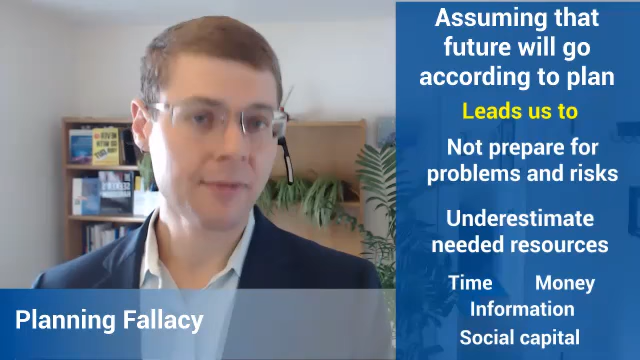 Assuming that
future will go
according to plan
Leads us to
Not prepare for
problems and risks
Underestimate
needed resources
Time Money
Information
Social capital
Planning Fallacy